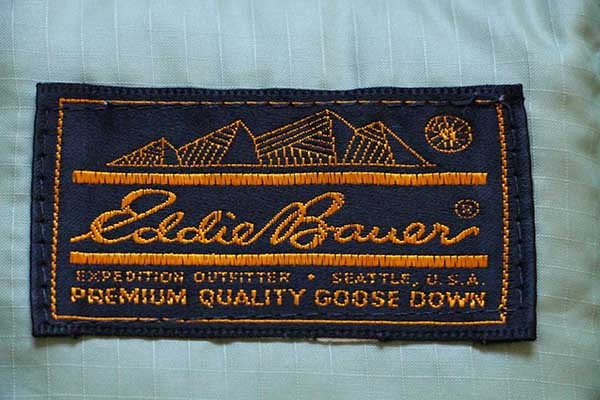 Eddie Bauer ®
EXPEDITION OUTFITTER • SEATTLE, U.S.A.
PREMIUM QUALITY GOOSE DOWN